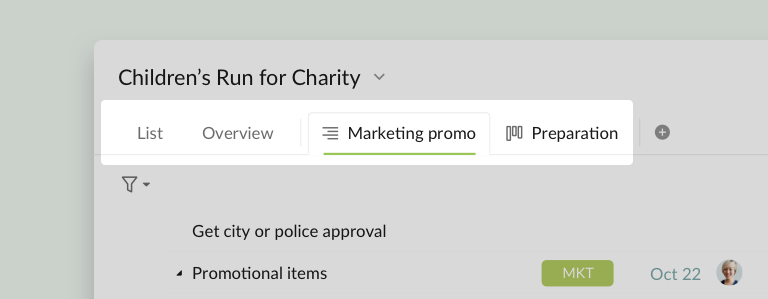 Children’s Run for Charity
List Overview Marketing promo Preparation
Get city or police approval
Promotional items MKT Oct 22